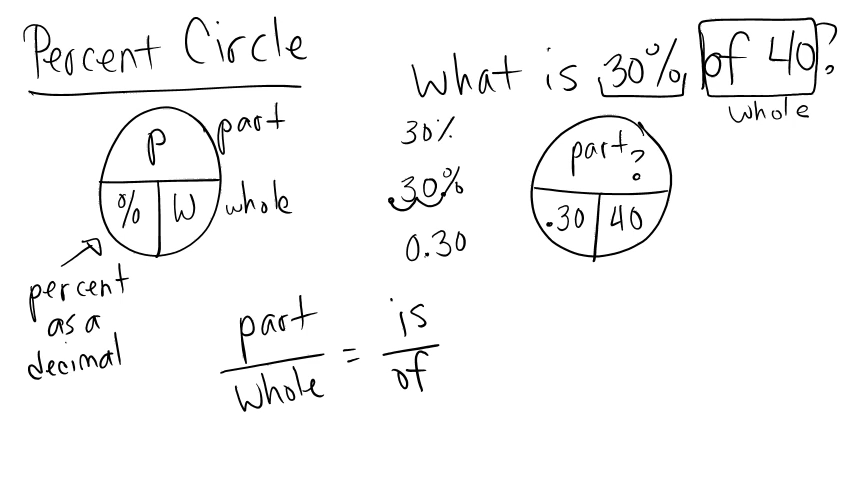 Percent Circle
p part
% W whole
percent
as a
decimal
part is
whole = of
What is 30% of 40?
whole
30%
.30%
0.30
part?
.30 40